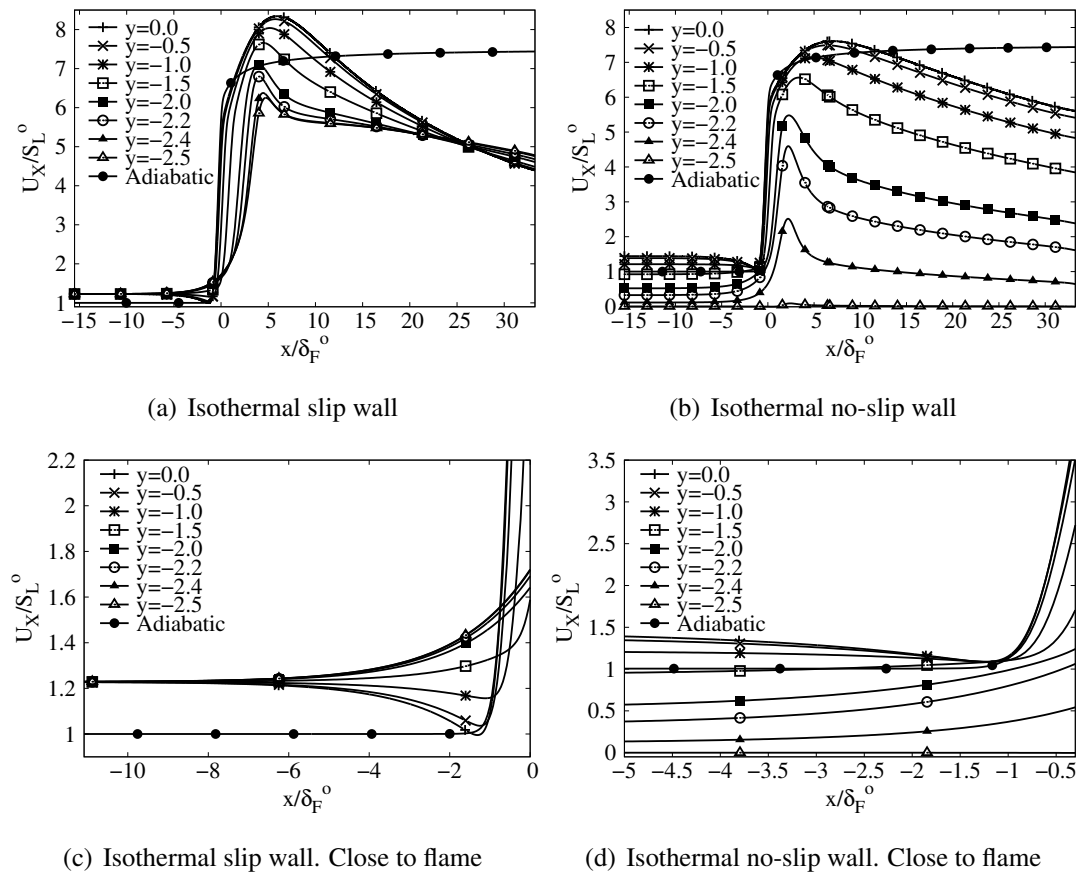 8
7
6
5
4
3
2
1
−15
−10
−5
0
5
10
15
20
25
30
U_X/S_L^o
x/δ_F^o
y=0.0
y=−0.5
y=−1.0
y=−1.5
y=−2.0
y=−2.2
y=−2.4
y=−2.5
Adiabatic
(a) Isothermal slip wall
8
7
6
5
4
3
2
1
0
−15
−10
−5
0
5
10
15
20
25
30
U_X/S_L^o
x/δ_F^o
y=0.0
y=−0.5
y=−1.0
y=−1.5
y=−2.0
y=−2.2
y=−2.4
y=−2.5
Adiabatic
(b) Isothermal no-slip wall
2.2
2
1.8
1.6
1.4
1.2
1
−10
−8
−6
−4
−2
0
U_X/S_L^o
x/δ_F^o
y=0.0
y=−0.5
y=−1.0
y=−1.5
y=−2.0
y=−2.2
y=−2.4
y=−2.5
Adiabatic
(c) Isothermal slip wall. Close to flame
3.5
3
2.5
2
1.5
1
0.5
0
−5
−4.5
−4
−3.5
−3
−2.5
−2
−1.5
−1
−0.5
U_X/S_L^o
x/δ_F^o
y=0.0
y=−0.5
y=−1.0
y=−1.5
y=−2.0
y=−2.2
y=−2.4
y=−2.5
Adiabatic
(d) Isothermal no-slip wall. Close to flame